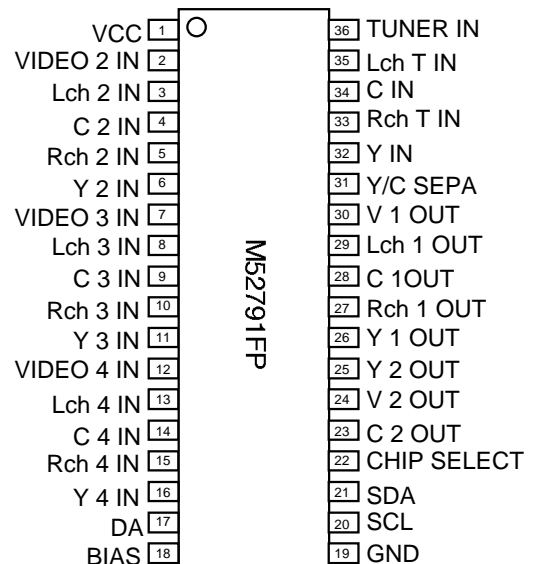 VCC 1
VIDEO 2 IN 2
Lch 2 IN 3
C 2 IN 4
Rch 2 IN 5
Y 2 IN 6
VIDEO 3 IN 7
Lch 3 IN 8
C 3 IN 9
Rch 3 IN 10
Y 3 IN 11
VIDEO 4 IN 12
Lch 4 IN 13
C 4 IN 14
Rch 4 IN 15
Y 4 IN 16
DA 17
BIAS 18
M52791FP
36 TUNER IN
35 Lch T IN
34 C IN
33 Rch T IN
32 Y IN
31 Y/C SEPA
30 V 1 OUT
29 Lch 1 OUT
28 C 1OUT
27 Rch 1 OUT
26 Y 1 OUT
25 Y 2 OUT
24 V 2 OUT
23 C 2 OUT
22 CHIP SELECT
21 SDA
20 SCL
19 GND